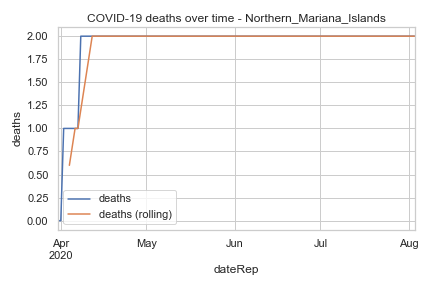 COVID-19 deaths over time - Northern_Mariana_Islands
2.00
1.75
1.50
1.25
1.00
0.75
0.50
0.25
0.00
deaths
deaths
deaths (rolling)
Apr
2020
May
Jun
Jul
Aug
dateRep